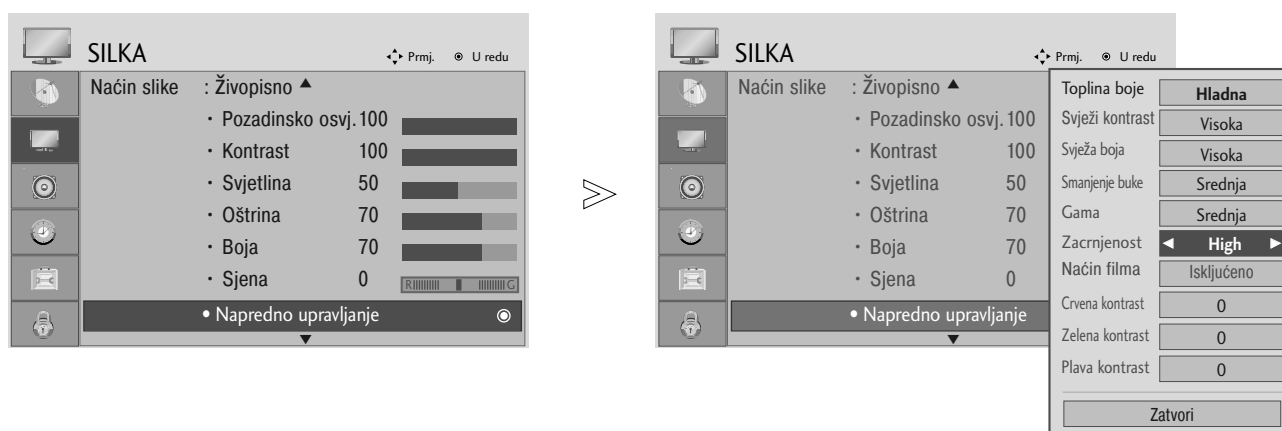 SILKA
Prmj. U redu
Naćin slike : Živopisno ▲
• Pozadinsko osvj. 100
• Kontrast 100
• Svjetlina 50
• Oštrina 70
• Boja 70
• Sjena 0 R G
• Napredno upravljanje
▼
>
SILKA
Prmj. U redu
Naćin slike : Živopisno ▲
• Pozadinsko osvj. 100
• Kontrast 100
• Svjetlina 50
• Oštrina 70
• Boja 70
• Sjena 0
• Napredno upravljanje
▼
Toplina boje Hladna
Svježi kontrast Visoka
Svježa boja Visoka
Smanjenje buke Srednja
Gama Srednja
Zacrnjenost ◄ High ►
Naćin filma Iskljućeno
Crvena kontrast 0
Zelena kontrast 0
Plava kontrast 0
Zatvori